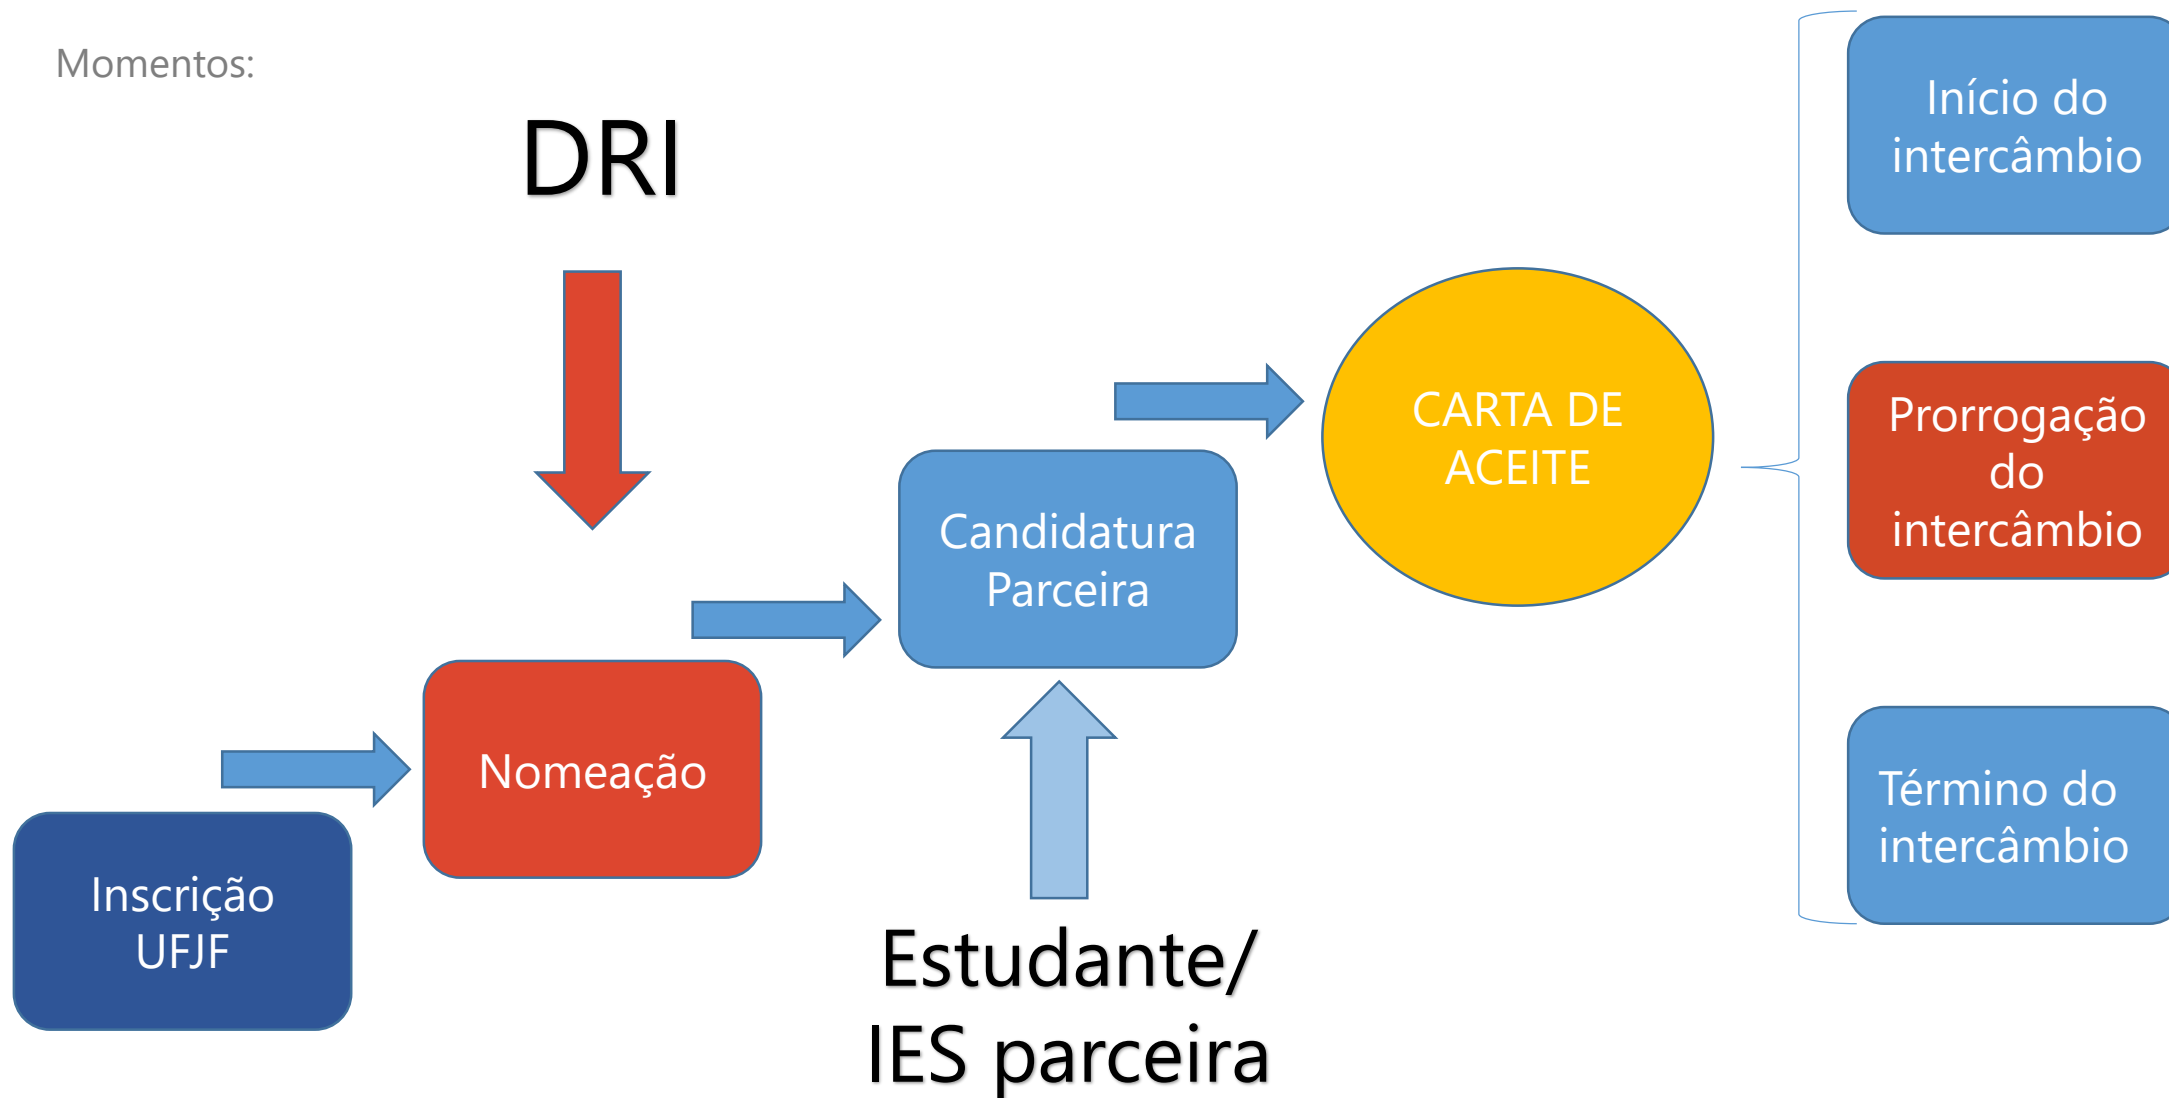 Momentos:
DRI
Inscrição
UFJF
Nomeação
Candidatura
Parceira
Estudante/
IES parceira
CARTA DE
ACEITE
Início do
intercâmbio
Prorrogação
do
intercâmbio
Término do
intercâmbio